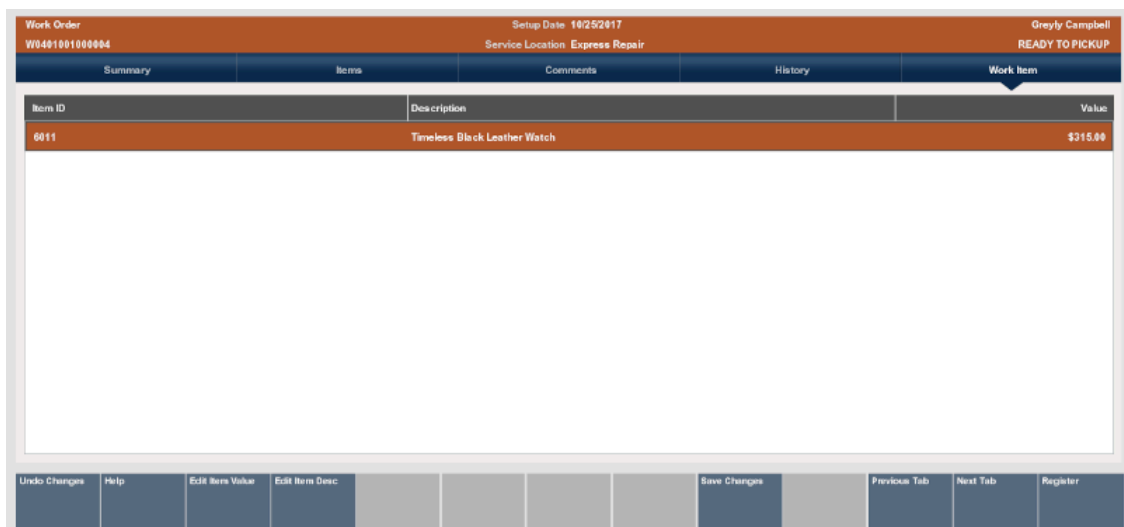 Work Order Setup Date 10/25/2017 Greyly Campbell
W0401001000004 Service Location Express Repair READY TO PICKUP
Summary Items Comments History Work Item
Item ID Description Value
6011 Timeless Black Leather Watch $315.00
Undo Changes Help Edit Item Value Edit Item Desc Save Changes Previous Tab Next Tab Register